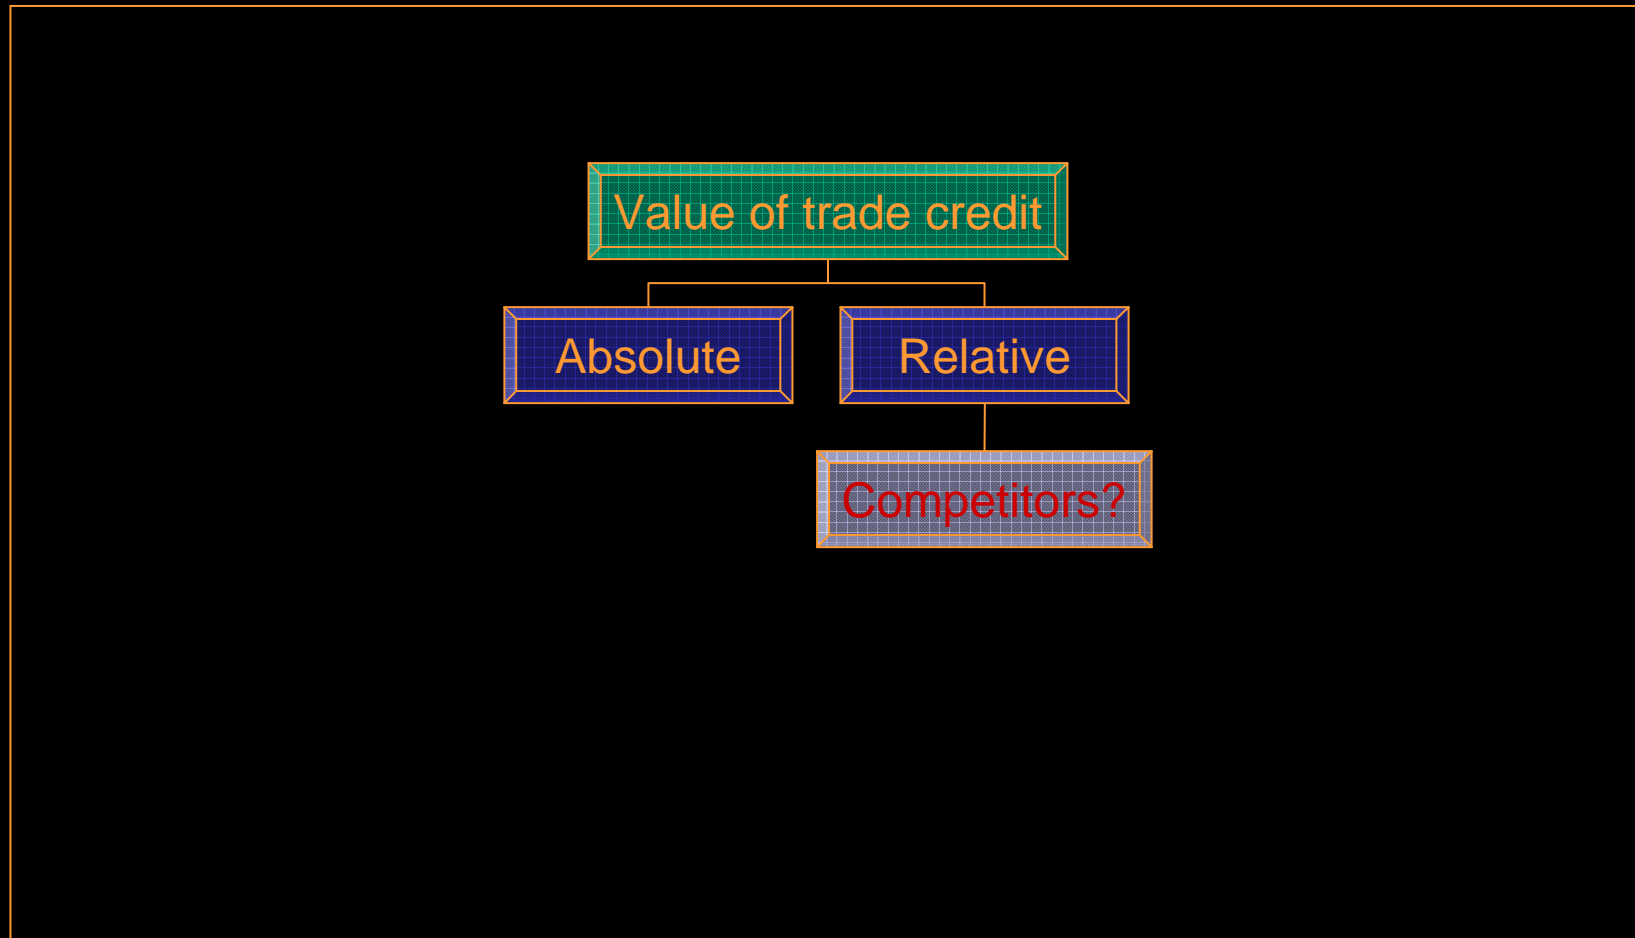 Value of trade credit
Absolute
Relative
Competitors?